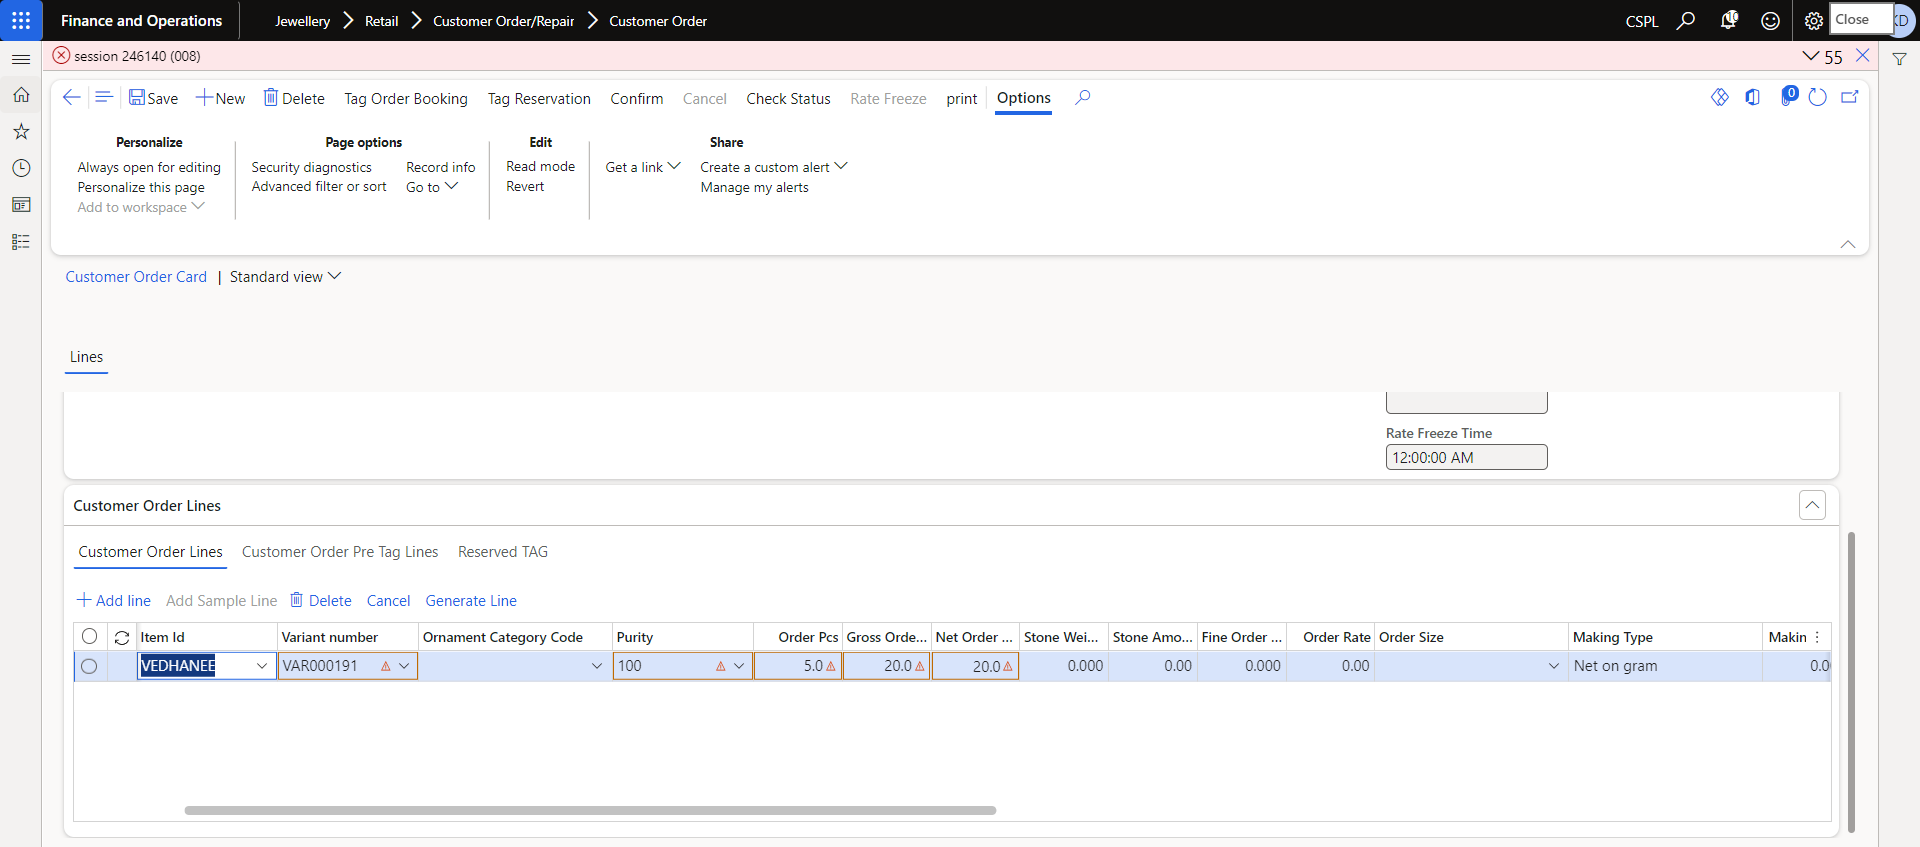 Finance and Operations
Jewellery
Retail
Customer Order/Repair
Customer Order
CSPL
Close
session 246140 (008)
55
Save
New
Delete
Tag Order Booking
Tag Reservation
Confirm
Cancel
Check Status
Rate Freeze
print
Options
0
Personalize
Always open for editing
Personalize this page
Add to workspace
Page options
Security diagnostics
Advanced filter or sort
Record info
Go to
Edit
Read mode
Revert
Get a link
Share
Create a custom alert
Manage my alerts
Customer Order Card | Standard view
Lines
Rate Freeze Time
12:00:00 AM
Customer Order Lines
Customer Order Lines
Customer Order Pre Tag Lines
Reserved TAG
Add line
Add Sample Line
Delete
Cancel
Generate Line
Item Id Variant number Ornament Category Code Purity Order Pcs Gross Orde... Net Order ... Stone Wei... Stone Amo... Fine Order ... Order Rate Order Size Making Type Makin
VEDHANEE VAR000191 100 5.0 20.0 20.0 0.000 0.00 0.000 0.00 Net on gram 0.0